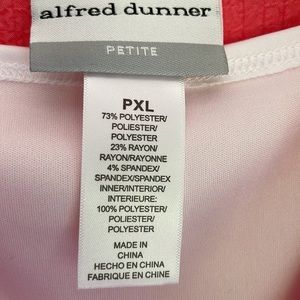 alfred dunner
PETITE
PXL
73% POLYESTER/
POLIESTER/
POLYESTER
23% RAYON/
RAYON/RAYONNE
4% SPANDEX/
SPANDEX/SPANDEX
INNER/INTERIOR/
INTERIEURE:
100% POLYESTER/
POLIESTER/
POLYESTER
MADE IN
CHINA
HECHO EN CHINA
FABRIQUE EN CHINE